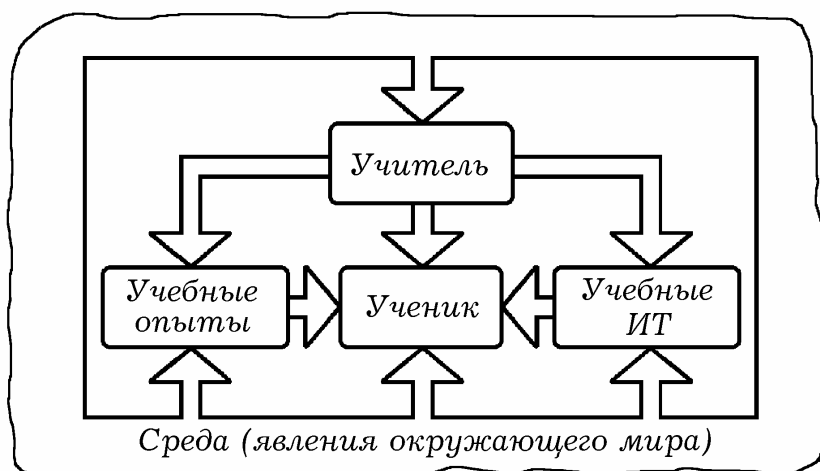 Учитель
Учебные
опыты
Ученик
Учебные
ИТ
Среда (явления окружающего мира)